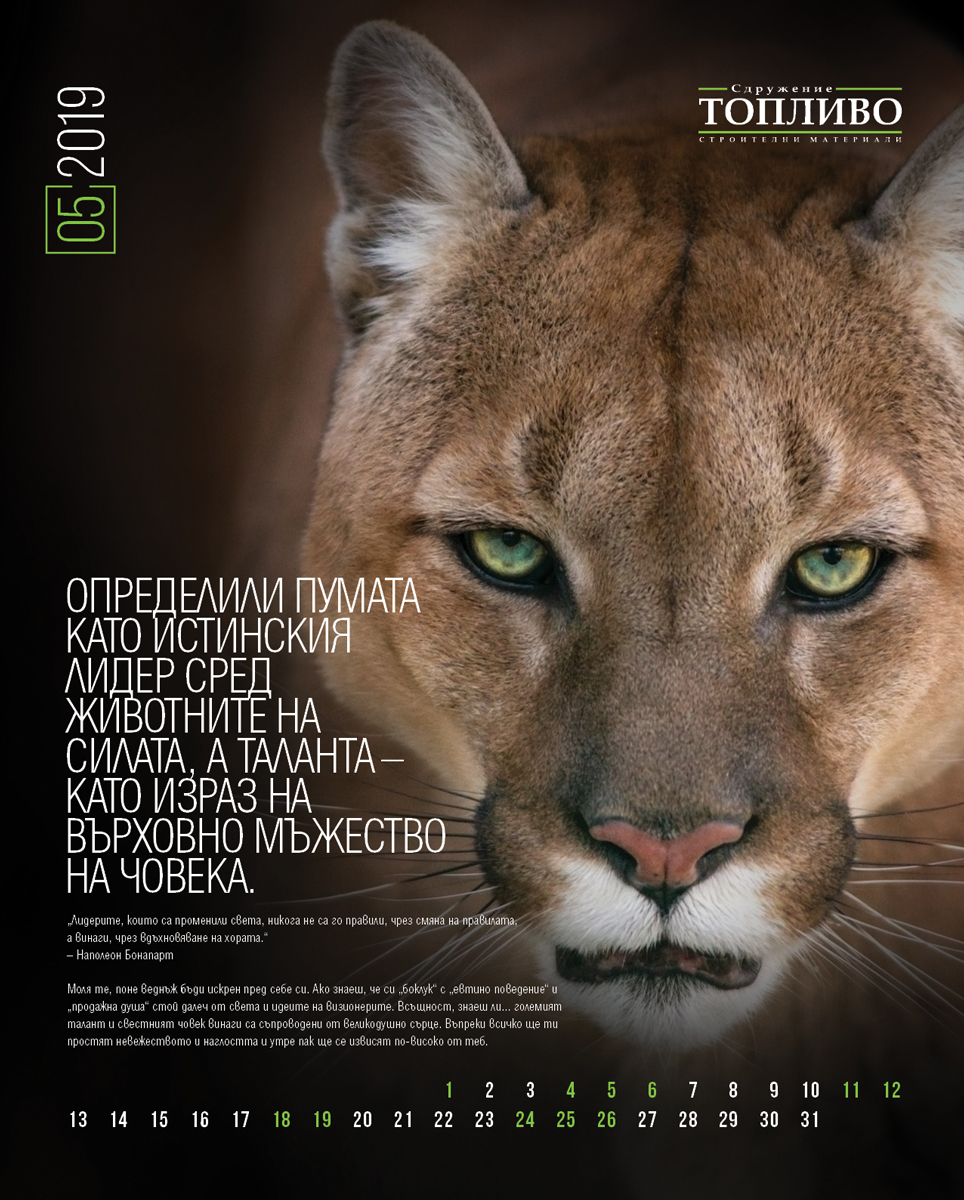 05 2019
Сдружение
ТОПЛИВО
СТРОИТЕЛНИ МАТЕРИАЛИ
ОПРЕДЕЛИЛИ ПУМАТА
КАТО ИСТИНСКИЯ
ЛИДЕР СРЕД
ЖИВОТНИТЕ НА
СИЛАТА, А ТАЛАНТА –
КАТО ИЗРАЗ НА
ВЪРХОВНО МЪЖЕСТВО
НА ЧОВЕКА.
„Лидерите, които са променили света, никога не са го правили, чрез смяна на правилата,
а винаги, чрез вдъхновяване на хората.“
– Наполеон Бонапарт
Моля те, поне веднъж бъди искрен пред себе си. Ако знаеш, че си „боклук“ с „евтино поведение“ и
„продажна душа“ стой далеч от света и идеите на визионерите. Всъщност, знаеш ли... големият
талант и свестният човек винаги са съпроводени от великодушно сърце. Въпреки всичко ще ти
простят невежеството и наглостта и утре пак ще се извисят по-високо от теб.
1 2 3 4 5 6 7 8 9 10 11 12
13 14 15 16 17 18 19 20 21 22 23 24 25 26 27 28 29 30 31